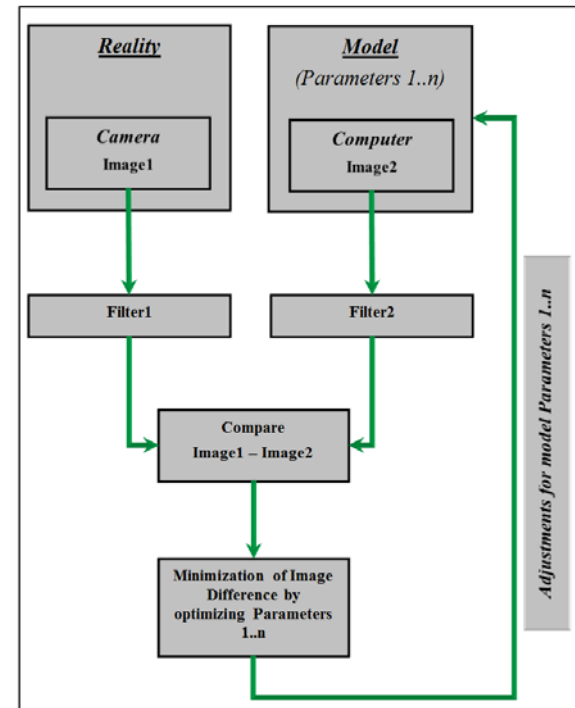 Reality
Camera
Image1
Model
(Parameters 1..n)
Computer
Image2
Filter1
Filter2
Compare
Image1 – Image2
Minimization of Image
Difference by
optimizing Parameters
1..n
Adjustments for model Parameters 1..n